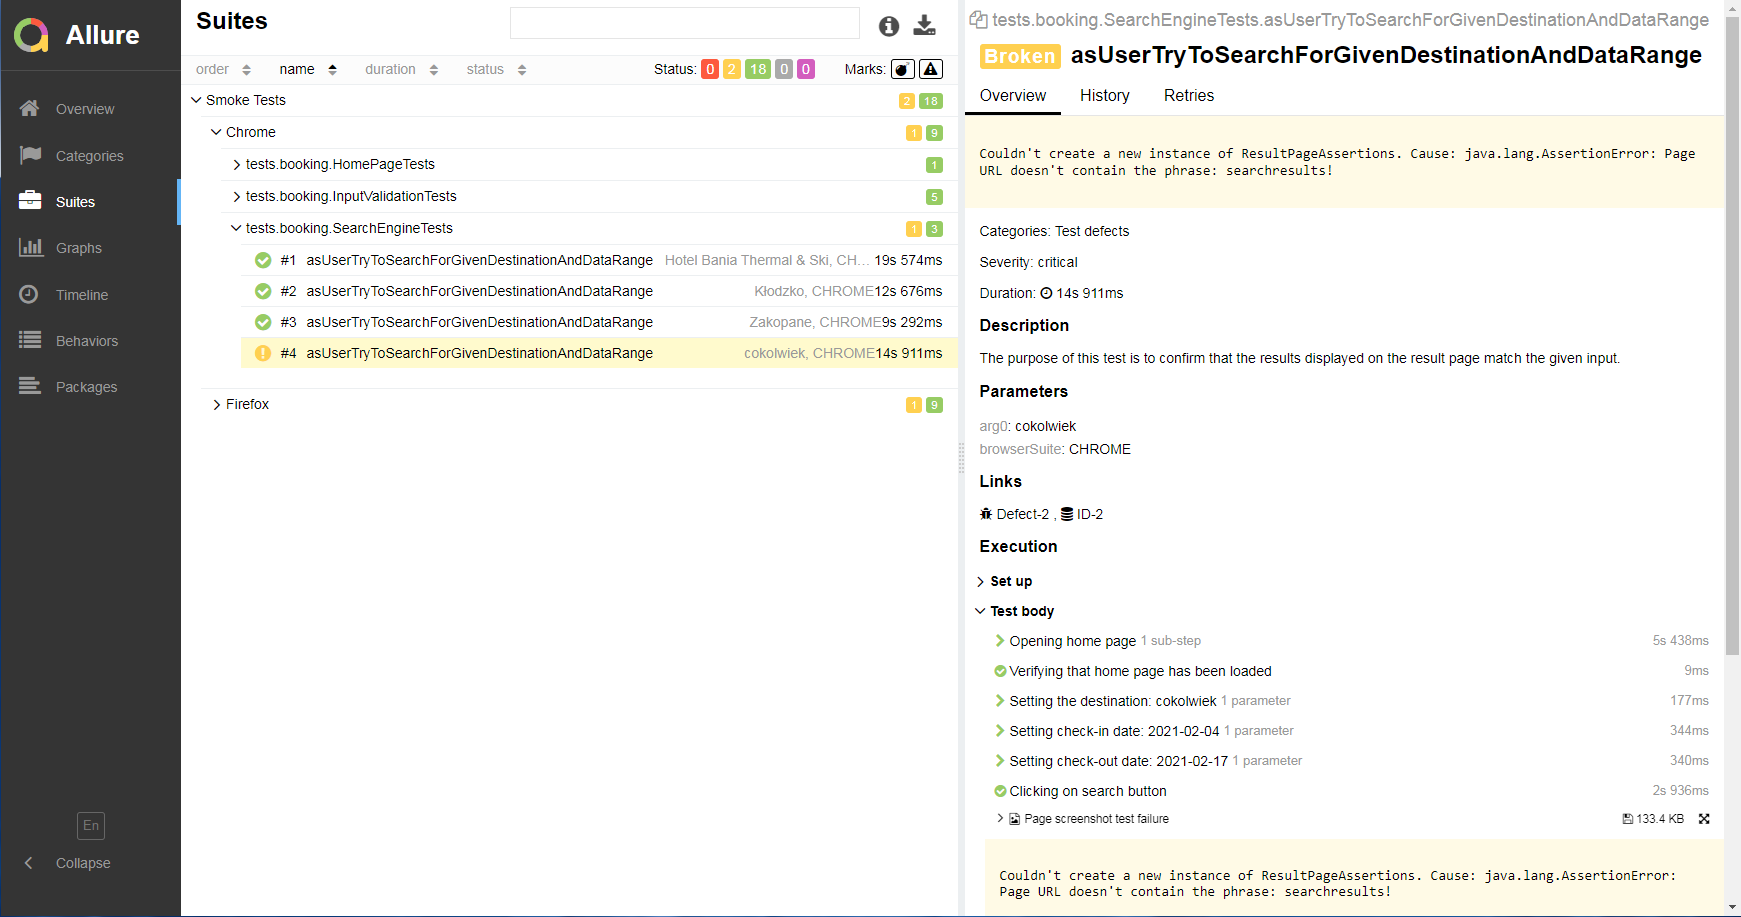 Allure
Overview
Categories
Suites
Graphs
Timeline
Behaviors
Packages
En
Collapse
Suites
order name duration status Status: 0 2 18 0 0 Marks:
Smoke Tests 2 18
Chrome 1 9
tests.booking.HomePageTests 1
tests.booking.InputValidationTests 5
tests.booking.SearchEngineTests 1 3
#1 asUserTryToSearchForGivenDestinationAndDataRange Hotel Bania Thermal & Ski, CH... 19s 574ms
#2 asUserTryToSearchForGivenDestinationAndDataRange Kłodzko, CHROME12s 676ms
#3 asUserTryToSearchForGivenDestinationAndDataRange Zakopane, CHROME9s 292ms
#4 asUserTryToSearchForGivenDestinationAndDataRange cokolwiek, CHROME14s 911ms
Firefox 1 9
tests.booking.SearchEngineTests.asUserTryToSearchForGivenDestinationAndDataRange
Broken asUserTryToSearchForGivenDestinationAndDataRange
Overview History Retries
Couldn't create a new instance of ResultPageAssertions. Cause: java.lang.AssertionError: Page
URL doesn't contain the phrase: searchresults!
Categories: Test defects
Severity: critical
Duration: 14s 911ms
Description
The purpose of this test is to confirm that the results displayed on the result page match the given input.
Parameters
arg0: cokolwiek
browserSuite: CHROME
Links
Defect-2 , ID-2
Execution
Set up
Test body
Opening home page 1 sub-step 5s 438ms
Verifying that home page has been loaded 9ms
Setting the destination: cokolwiek 1 parameter 177ms
Setting check-in date: 2021-02-04 1 parameter 344ms
Setting check-out date: 2021-02-17 1 parameter 340ms
Clicking on search button 2s 936ms
Page screenshot test failure 133.4 KB
Couldn't create a new instance of ResultPageAssertions. Cause: java.lang.AssertionError:
Page URL doesn't contain the phrase: searchresults!